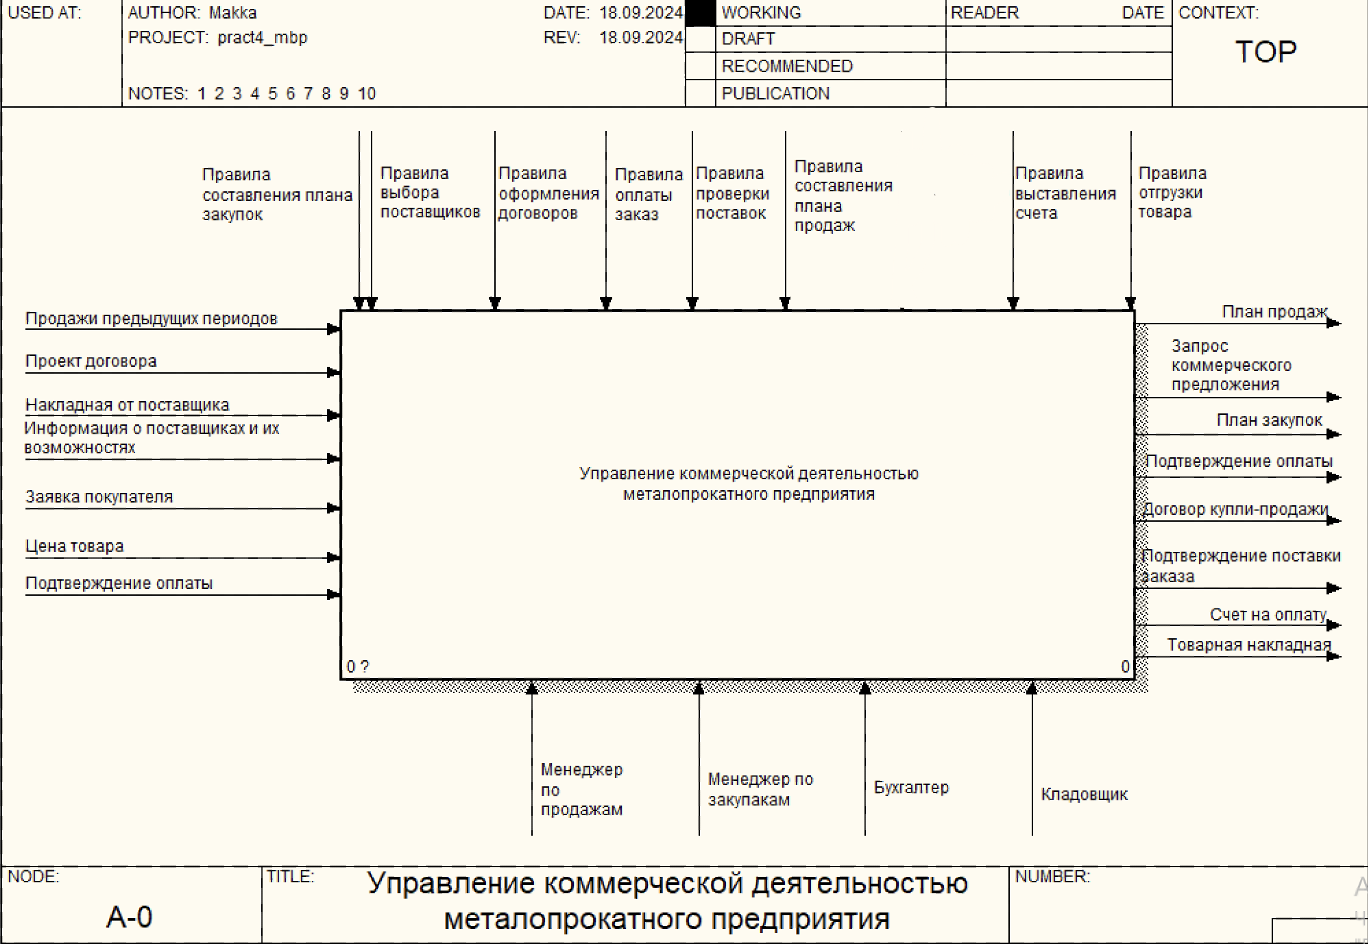 USED AT:
AUTHOR: Makka
DATE: 18.09.2024
PROJECT: pract4_mbp
REV: 18.09.2024
NOTES: 1 2 3 4 5 6 7 8 9 10
WORKING
DRAFT
RECOMMENDED
PUBLICATION
READER
DATE
CONTEXT:
TOP
Правила
составления плана
закупок
Правила
выбора
поставщиков
Правила
оформления
договоров
Правила
оплаты
заказ
Правила
проверки
поставок
Правила
составления
плана
продаж
Правила
выставления
счета
Правила
отгрузки
товара
Продажи предыдущих периодов
Проект договора
Накладная от поставщика
Информация о поставщиках и их
возможностях
Заявка покупателя
Цена товара
Подтверждение оплаты
Управление коммерческой деятельностью
металопрокатного предприятия
0 ?
0
План продаж
Запрос
коммерческого
предложения
План закупок
Подтверждение оплаты
Договор купли-продажи
Подтверждение поставки
заказа
Счет на оплату
Товарная накладная
Менеджер
по
продажам
Менеджер по
закупакам
Бухгалтер
Кладовщик
NODE:
A-0
TITLE:
Управление коммерческой деятельностью
металопрокатного предприятия
NUMBER: